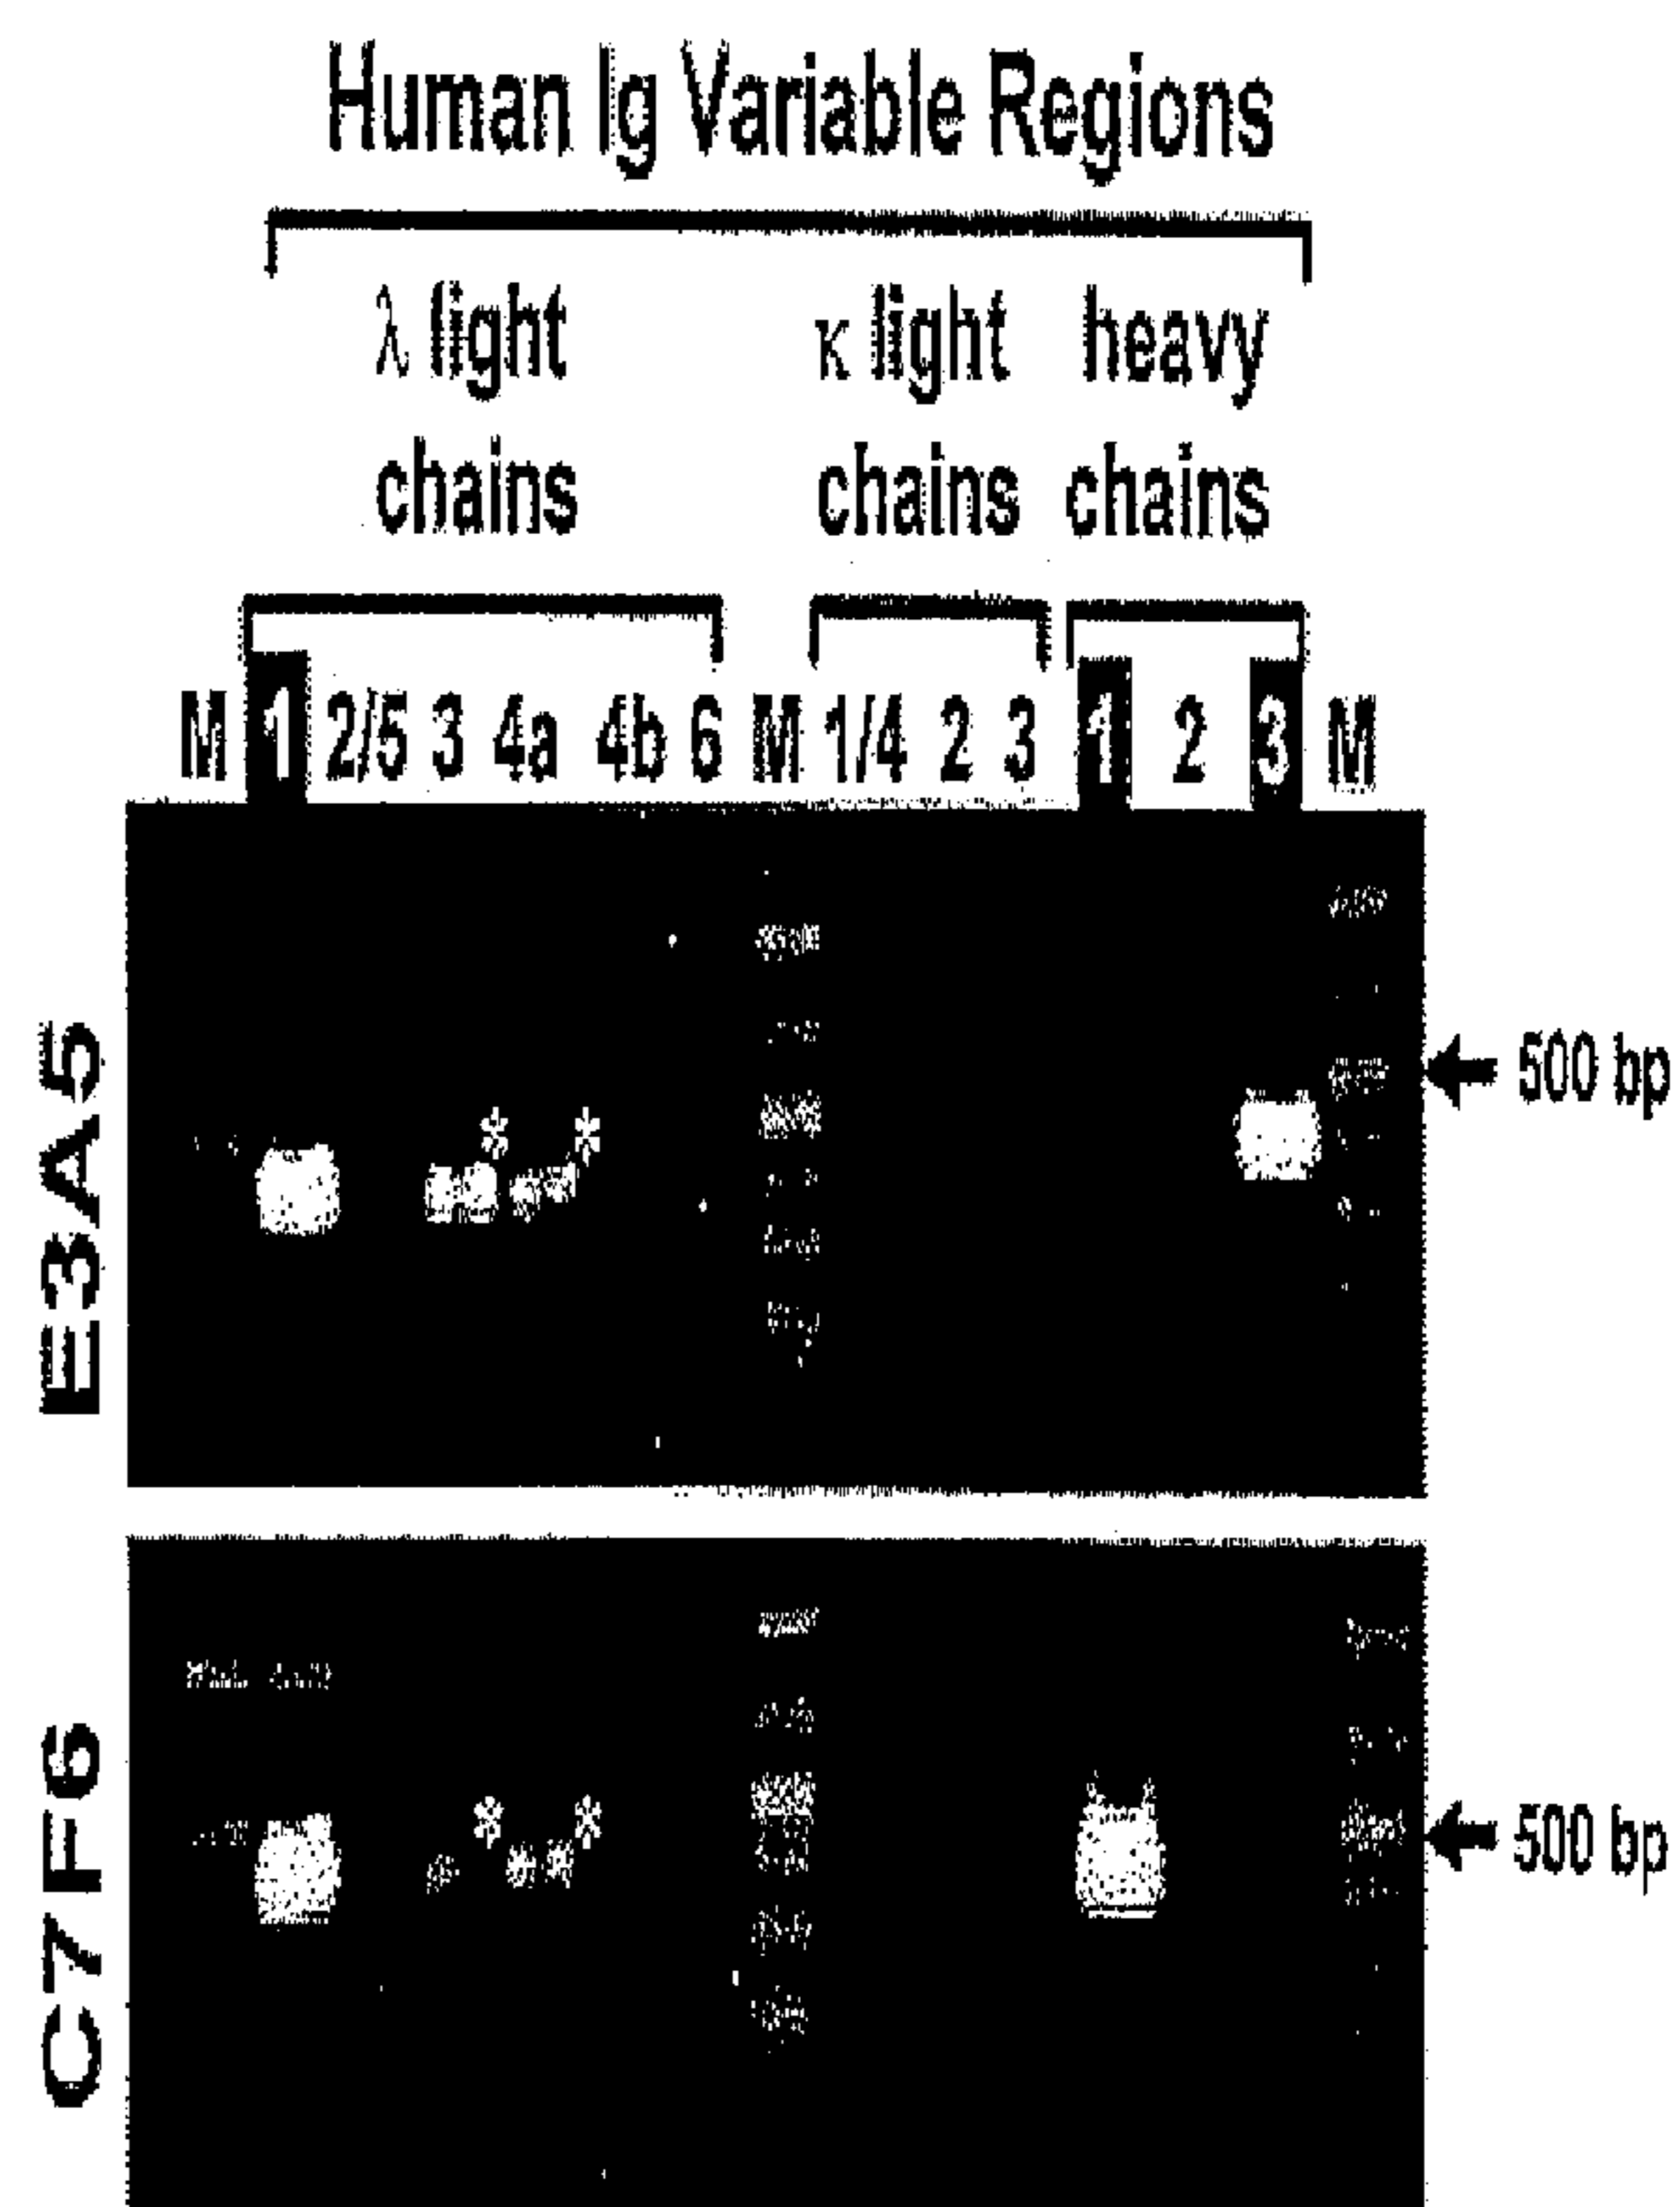 Human Ig Variable Regions
λ light κ light heavy
chains chains chains
M 1 2/5 3 4a 4b 6 M 1/4 2 3 1 2 3 M
E3A5
500 bp
* *
C7F6
500 bp
* *